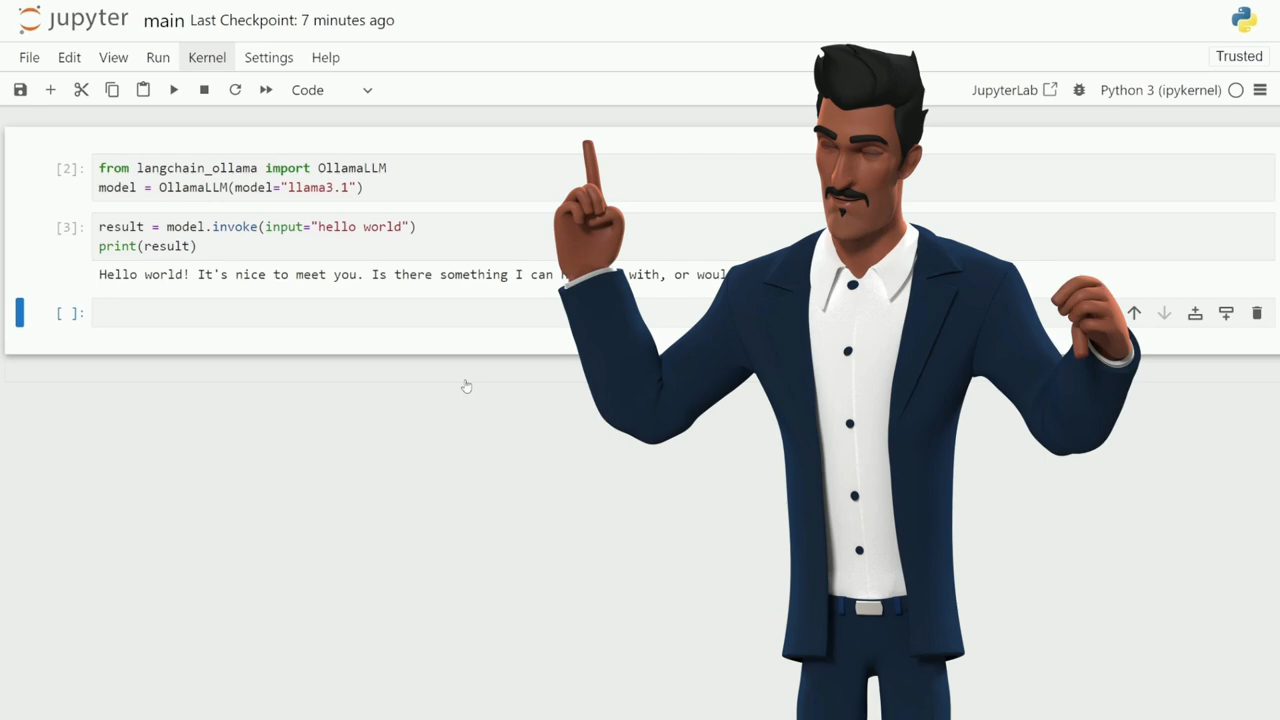 jupyter main Last Checkpoint: 7 minutes ago
File Edit View Run Kernel Settings Help Trusted
Code JupyterLab Python 3 (ipykernel)
[2]: from langchain_ollama import OllamaLLM
model = OllamaLLM(model="llama3.1")
[3]: result = model.invoke(input="hello world")
print(result)
Hello world! It's nice to meet you. Is there something I can with, or
[ ]: